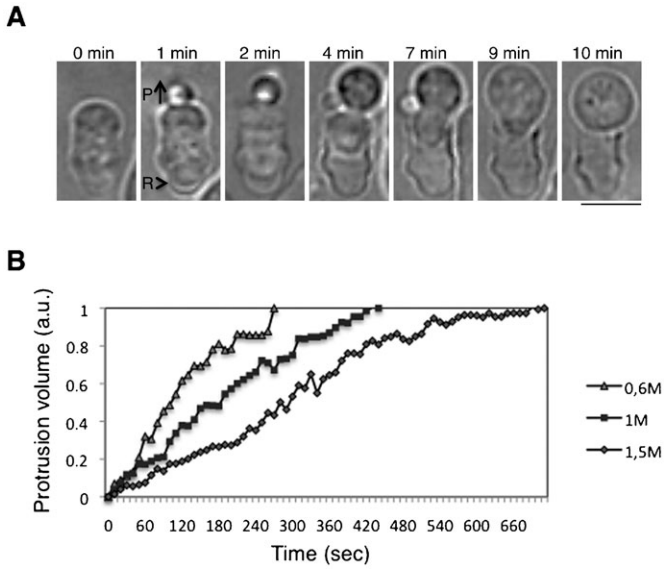 A
0 min 1 min 2 min 4 min 7 min 9 min 10 min
P
R
B
Protrusion volume (a.u.)
1
0.8
0.6
0.4
0.2
0
0 60 120 180 240 300 360 420 480 540 600 660
Time (sec)
0,6M
1M
1,5M